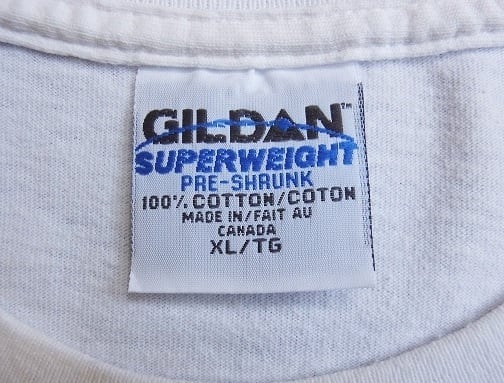 GILDAN™
SUPERWEIGHT
PRE-SHRUNK
100% COTTON/COTON
MADE IN/FAIT AU
CANADA
XL/TG